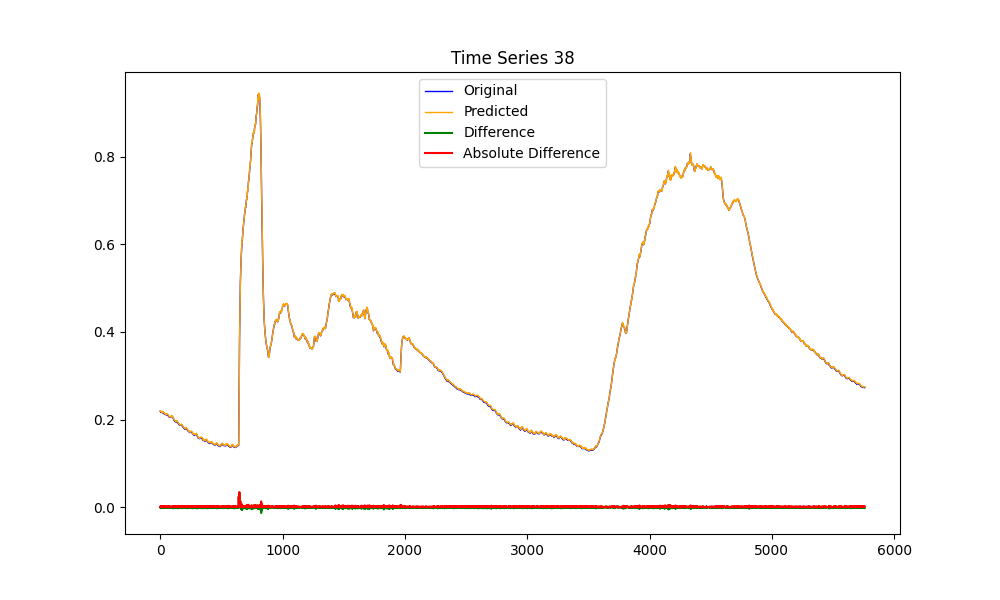 Time Series 38
Original
Predicted
Difference
Absolute Difference
0.8
0.6
0.4
0.2
0.0
0 1000 2000 3000 4000 5000 6000